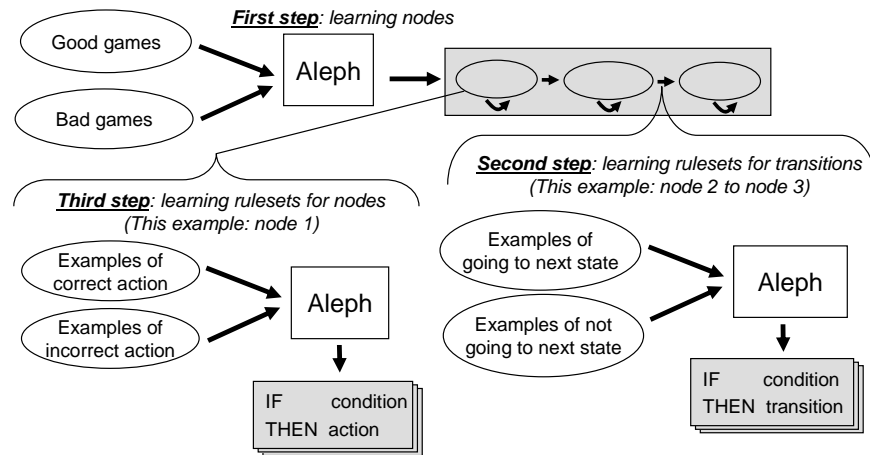 First step: learning nodes
Good games
Aleph
Bad games
Second step: learning rulesets for transitions
(This example: node 2 to node 3)
Third step: learning rulesets for nodes
(This example: node 1)
Examples of
correct action
Examples of
incorrect action
Aleph
IF condition
THEN action
Examples of
going to next state
Examples of not
going to next state
Aleph
IF condition
THEN transition